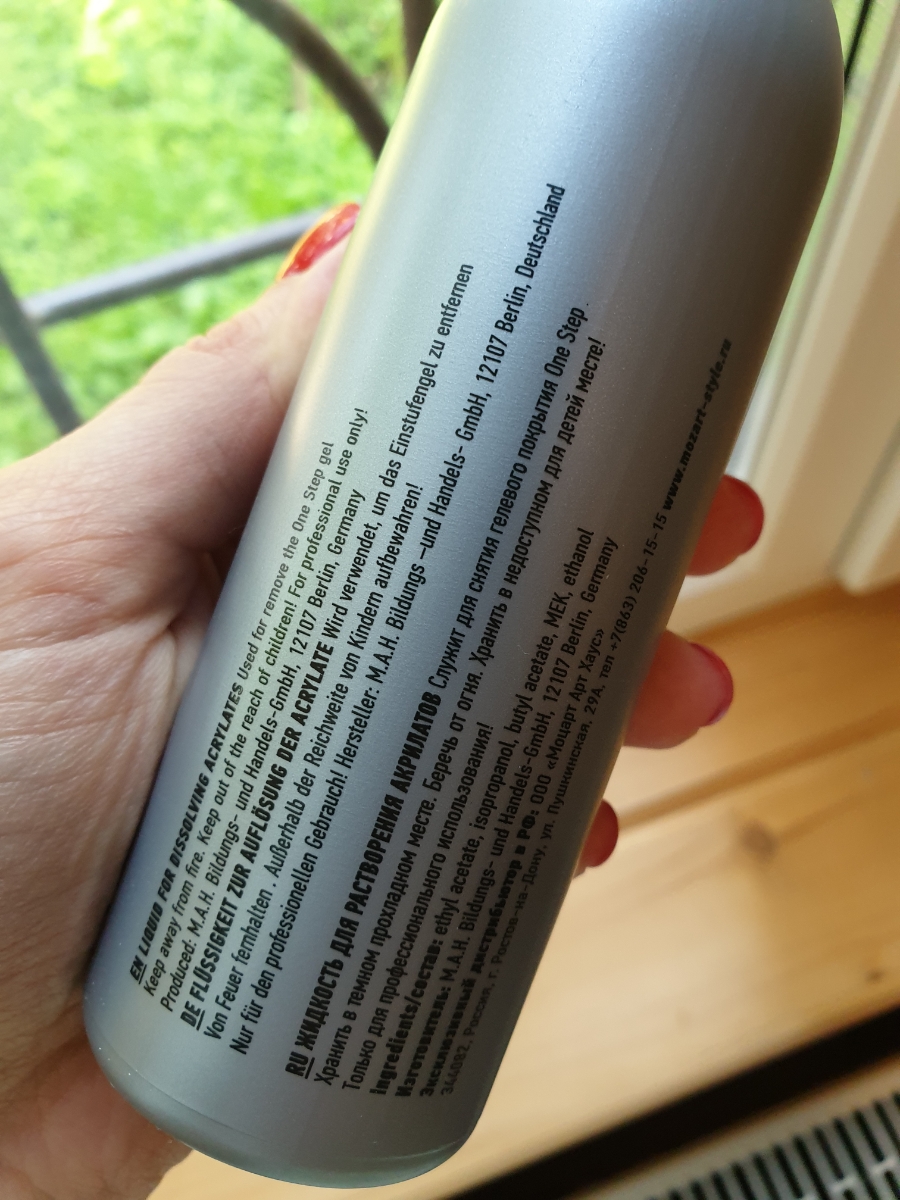 EN LIQUID FOR DISSOLVING ACRYLATES Used for remove the One Step gel
Keep away from fire. Keep out of the reach of children! For professional use only!
Produced: M.A.H. Bildungs- und Handels-GmbH, 12107 Berlin, Germany
DE FLÜSSIGKEIT ZUR AUFLÖSUNG DER ACRYLATE Wird verwendet, um das Einstufengel zu entfernen
Von Feuer fernhalten . Außerhalb der Reichweite von Kindern aufbewahren!
Nur für den professionellen Gebrauch! Hersteller: M.A.H. Bildungs –und Handels- GmbH, 12107 Berlin, Deutschland
RU ЖИДКОСТЬ ДЛЯ РАСТВОРЕНИЯ АКРИЛАТОВ Служит для снятия гелевого покрытия One Step .
Хранить в темном прохладном месте. Беречь от огня. Хранить в недоступном для детей месте!
Только для профессионального использования!
Ingredients/состав: ethyl acetate, isopropanol, butyl acetate, MEK, ethanol
Изготовитель: M.A.H. Bildungs- und Handels-GmbH, 12107 Berlin, Germany
Эксклюзивный дистрибьютор в РФ: ООО «Моцарт Арт Хаус»
344082, Россия, г. Ростов-на-Дону, ул. Пушкинская, 29А, тел +7(863) 206-15-15 www.mozart-style.ru